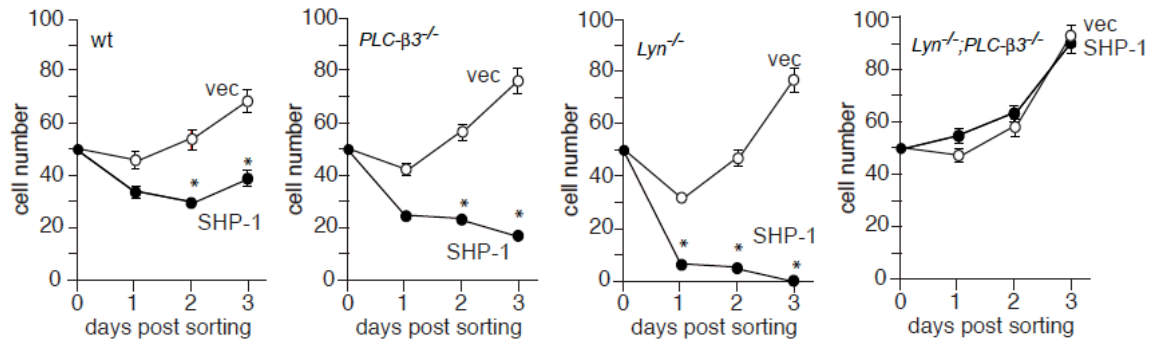 100
80
60
40
20
0
cell number
wt
vec
*
*
SHP-1
0 1 2 3
days post sorting
100
80
60
40
20
0
cell number
PLC-β3-/-
vec
*
*
SHP-1
0 1 2 3
days post sorting
100
80
60
40
20
0
cell number
Lyn-/-
vec
SHP-1
*
*
*
0 1 2 3
days post sorting
100
80
60
40
20
0
cell number
Lyn-/-;PLC-β3-/-
vec
SHP-1
0 1 2 3
days post sorting